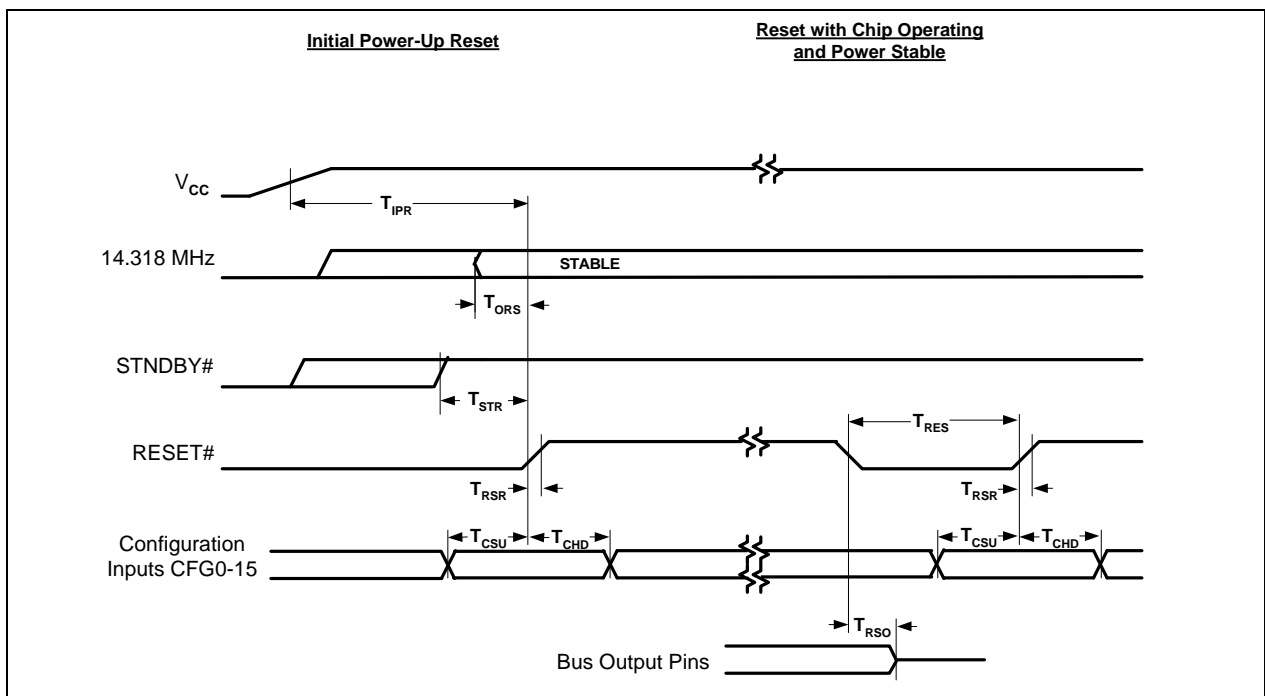 Initial Power-Up Reset
Reset with Chip Operating
and Power Stable
VCC
TIPR
14.318 MHz
STABLE
TORS
STNDBY#
TSTR
TRES
RESET#
TRSR
TRSR
Configuration
Inputs CFG0-15
TCSU
TCHD
TCSU
TCHD
TRSO
Bus Output Pins